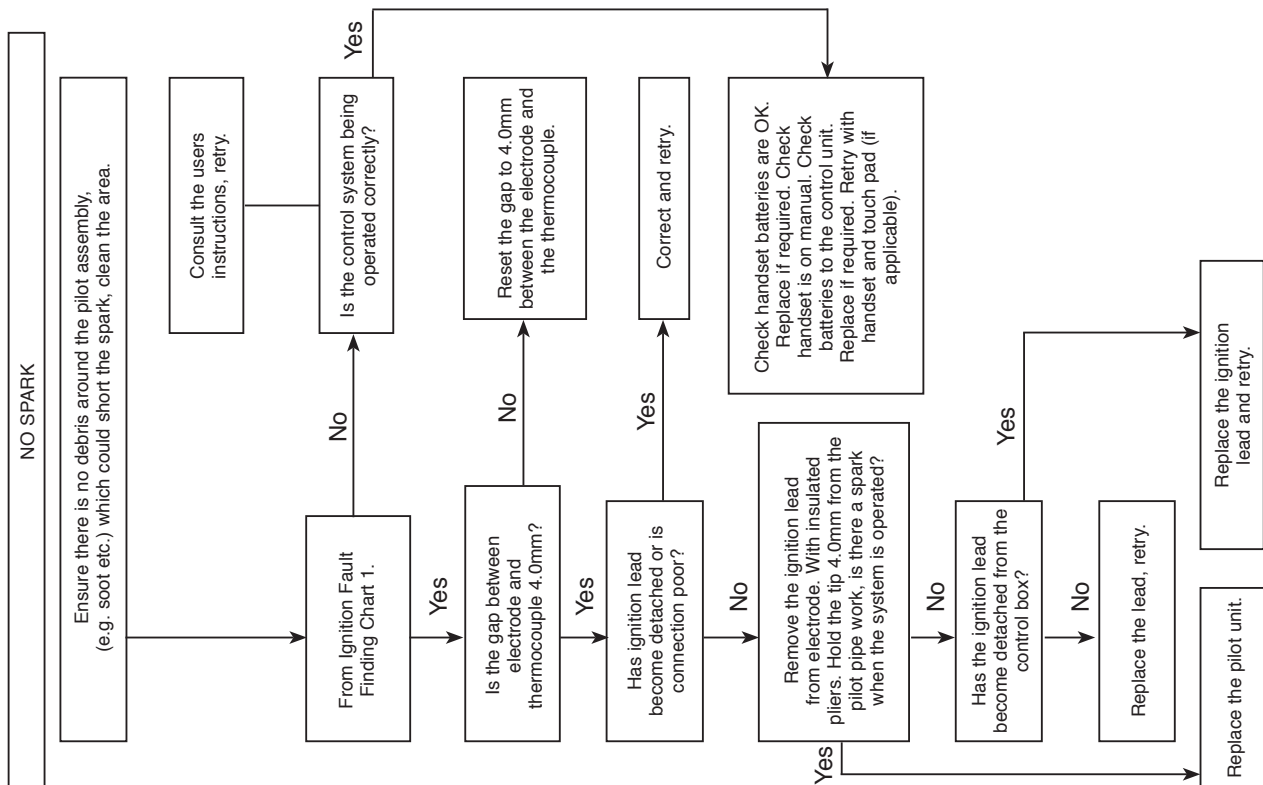 NO SPARK
Ensure there is no debris around the pilot assembly,
(e.g. soot etc.) which could short the spark, clean the area.
Consult the users
instructions, retry.
From Ignition Fault
Finding Chart 1.
No
Is the control system being
operated correctly?
Yes
Yes
Is the gap between
electrode and
thermocouple 4.0mm?
No
Reset the gap to 4.0mm
between the electrode and
the thermocouple.
Yes
Has ignition lead
become detached or is
connection poor?
Yes
Correct and retry.
No
Remove the ignition lead
from electrode. With insulated
pliers. Hold the tip 4.0mm from the
pilot pipe work, is there a spark
when the system is operated?
Check handset batteries are OK.
Replace if required. Check
handset is on manual. Check
batteries to the control unit.
Replace if required. Retry with
handset and touch pad (if
applicable).
Yes
No
Has the ignition lead
become detached from the
control box?
Yes
No
Replace the lead, retry.
Replace the pilot unit.
Replace the ignition
lead and retry.